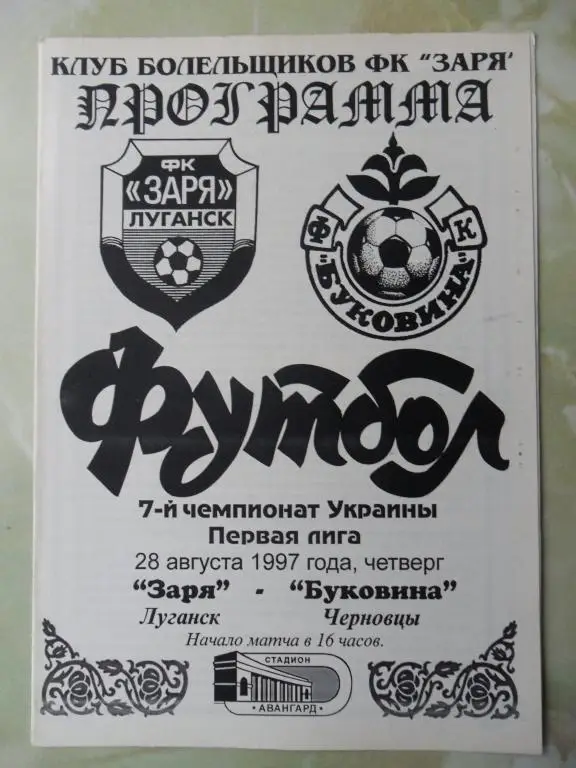 КЛУБ БОЛЕЛЬЩИКОВ ФК "ЗАРЯ'
ПРОГРАММА
ФК
«ЗАРЯ»
ЛУГАНСК
Ф К
"БУКОВИНА"
Футбол
7-й чемпионат Украины
Первая лига
28 августа 1997 года, четверг
"Заря" - "Буковина"
Луганск Черновцы
Начало матча в 16 часов.
СТАДИОН
· АВАНГАРД ·